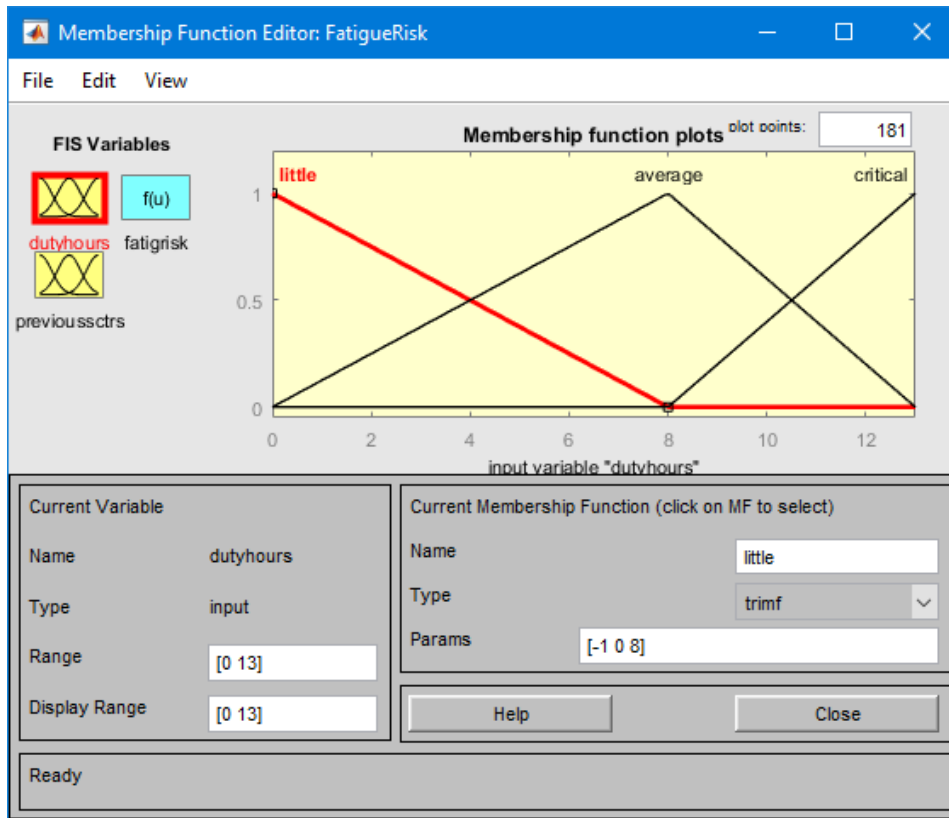 Membership Function Editor: FatigueRisk
File Edit View
FIS Variables
f(u)
dutyhours fatigrisk
previoussctrs
Membership function plots plot points: 181
little average critical
1
0.5
0
0 2 4 6 8 10 12
input variable "dutyhours"
Current Variable
Name dutyhours
Type input
Range [0 13]
Display Range [0 13]
Current Membership Function (click on MF to select)
Name little
Type trimf
Params [-1 0 8]
Help Close
Ready